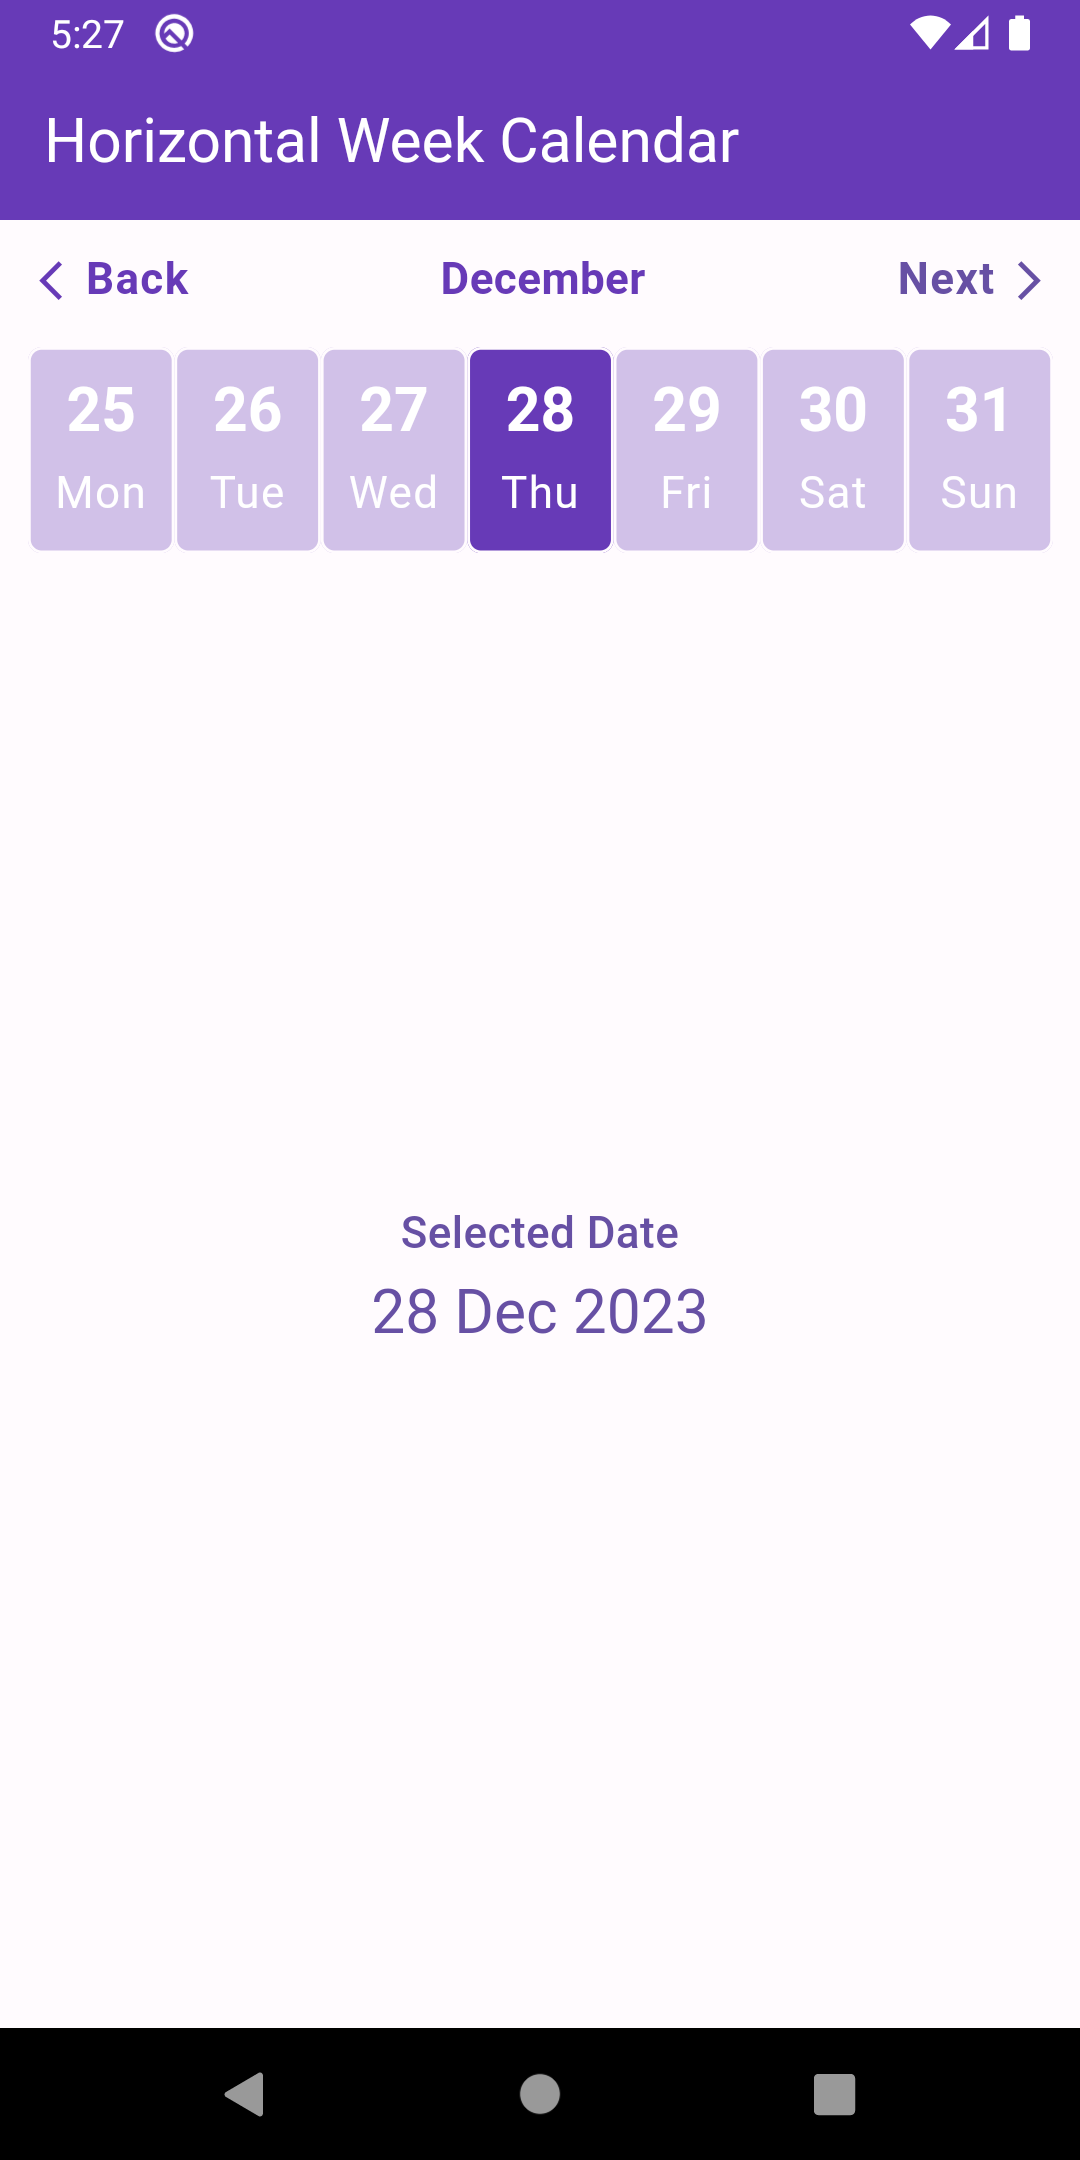 5:27
Horizontal Week Calendar
Back December Next
25 26 27 28 29 30 31
Mon Tue Wed Thu Fri Sat Sun
Selected Date
28 Dec 2023